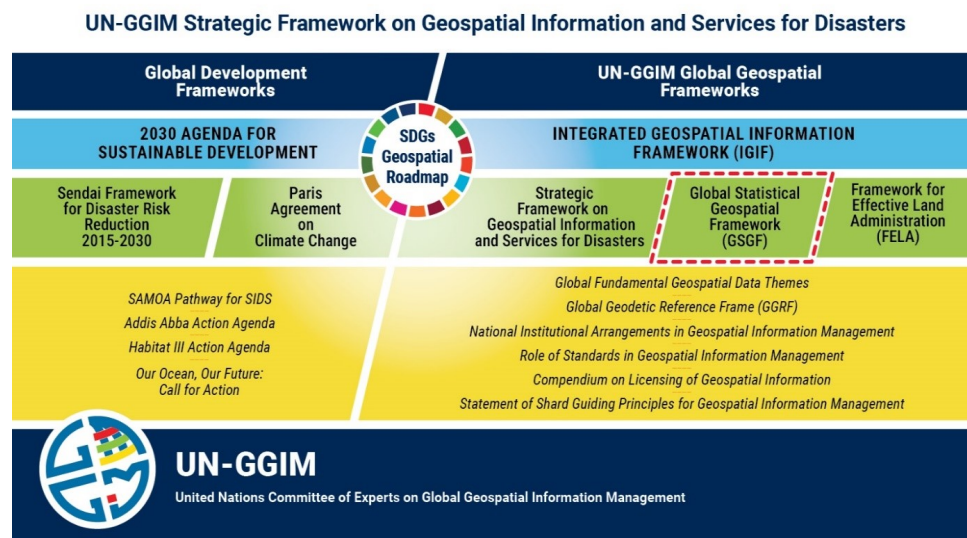 UN-GGIM Strategic Framework on Geospatial Information and Services for Disasters
Global Development
Frameworks
UN-GGIM Global Geospatial
Frameworks
2030 AGENDA FOR
SUSTAINABLE DEVELOPMENT
SDGs
Geospatial
Roadmap
INTEGRATED GEOSPATIAL INFORMATION
FRAMEWORK (IGIF)
Sendai Framework
for Disaster Risk
Reduction
2015-2030
Paris
Agreement
on
Climate Change
Strategic
Framework on
Geospatial Information
and Services for Disasters
Global Statistical
Geospatial
Framework
(GSGF)
Framework for
Effective Land
Administration
(FELA)
SAMOA Pathway for SIDS
Addis Abba Action Agenda
Habitat III Action Agenda
Our Ocean, Our Future:
Call for Action
Global Fundamental Geospatial Data Themes
Global Geodetic Reference Frame (GGRF)
National Institutional Arrangements in Geospatial Information Management
Role of Standards in Geospatial Information Management
Compendium on Licensing of Geospatial Information
Statement of Shard Guiding Principles for Geospatial Information Management
UN-GGIM
United Nations Committee of Experts on Global Geospatial Information Management